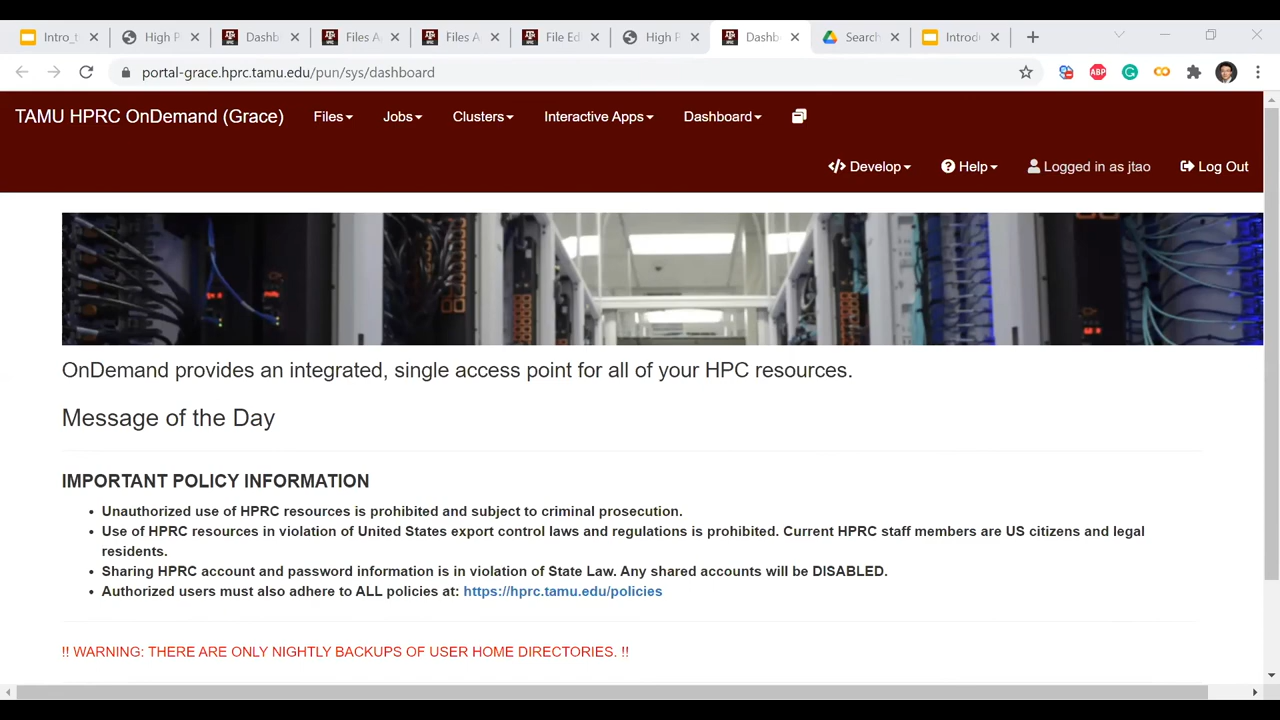 Intro_t
High P
Dashb
Files A
Files A
File Ed
High P
Dashb
Search
Introd
portal-grace.hprc.tamu.edu/pun/sys/dashboard
ABP
TAMU HPRC OnDemand (Grace)
Files
Jobs
Clusters
Interactive Apps
Dashboard
Develop
Help
Logged in as jtao
Log Out
OnDemand provides an integrated, single access point for all of your HPC resources.
Message of the Day
IMPORTANT POLICY INFORMATION
• Unauthorized use of HPRC resources is prohibited and subject to criminal prosecution.
• Use of HPRC resources in violation of United States export control laws and regulations is prohibited. Current HPRC staff members are US citizens and legal
residents.
• Sharing HPRC account and password information is in violation of State Law. Any shared accounts will be DISABLED.
• Authorized users must also adhere to ALL policies at: https://hprc.tamu.edu/policies
!! WARNING: THERE ARE ONLY NIGHTLY BACKUPS OF USER HOME DIRECTORIES. !!